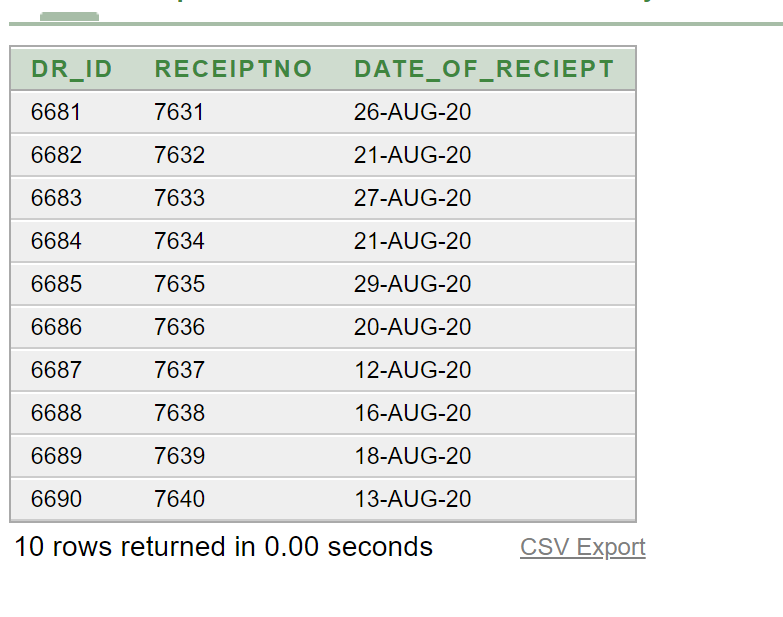 DR_ID RECEIPTNO DATE_OF_RECIEPT
6681 7631 26-AUG-20
6682 7632 21-AUG-20
6683 7633 27-AUG-20
6684 7634 21-AUG-20
6685 7635 29-AUG-20
6686 7636 20-AUG-20
6687 7637 12-AUG-20
6688 7638 16-AUG-20
6689 7639 18-AUG-20
6690 7640 13-AUG-20
10 rows returned in 0.00 seconds CSV Export